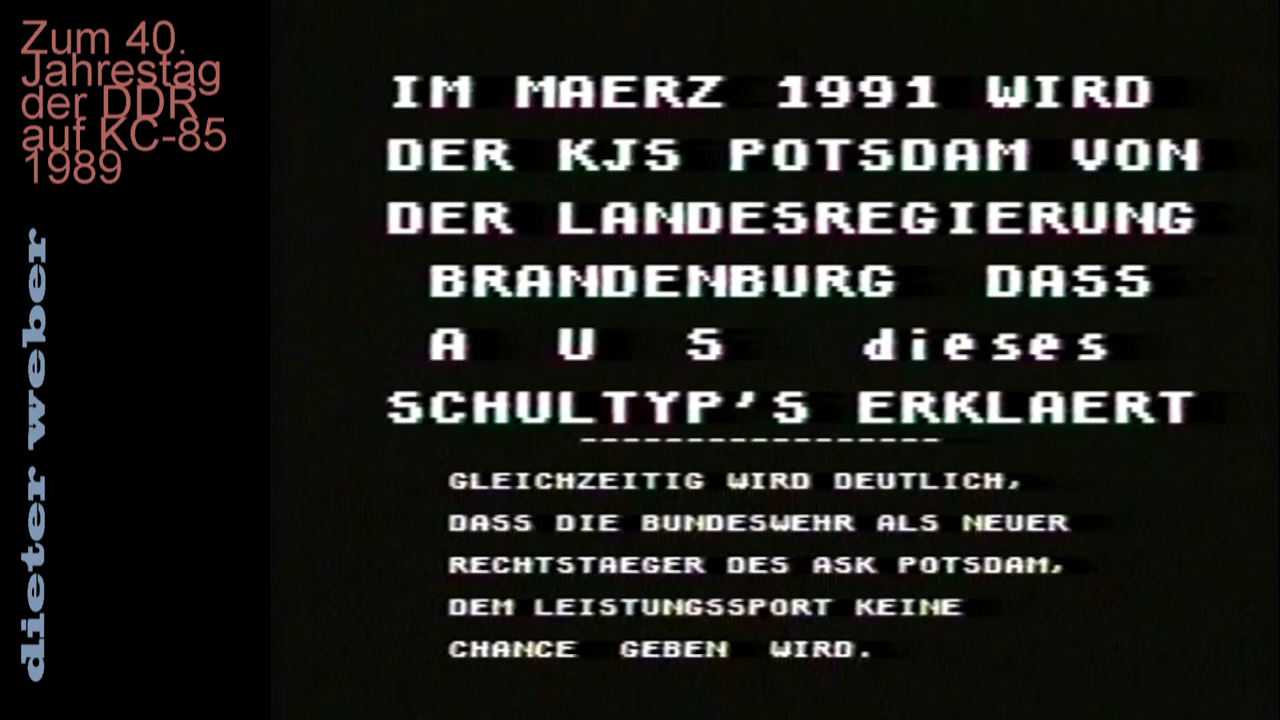 Zum 40.
Jahrestag
der DDR
auf KC-85
1989
dieter weber
IM MAERZ 1991 WIRD
DER KJS POTSDAM VON
DER LANDESREGIERUNG
BRANDENBURG DASS
A U S dieses
SCHULTYP'S ERKLAERT
-----------------
GLEICHZEITIG WIRD DEUTLICH,
DASS DIE BUNDESWEHR ALS NEUER
RECHTSTAEGER DES ASK POTSDAM,
DEM LEISTUNGSSPORT KEINE
CHANCE GEBEN WIRD.